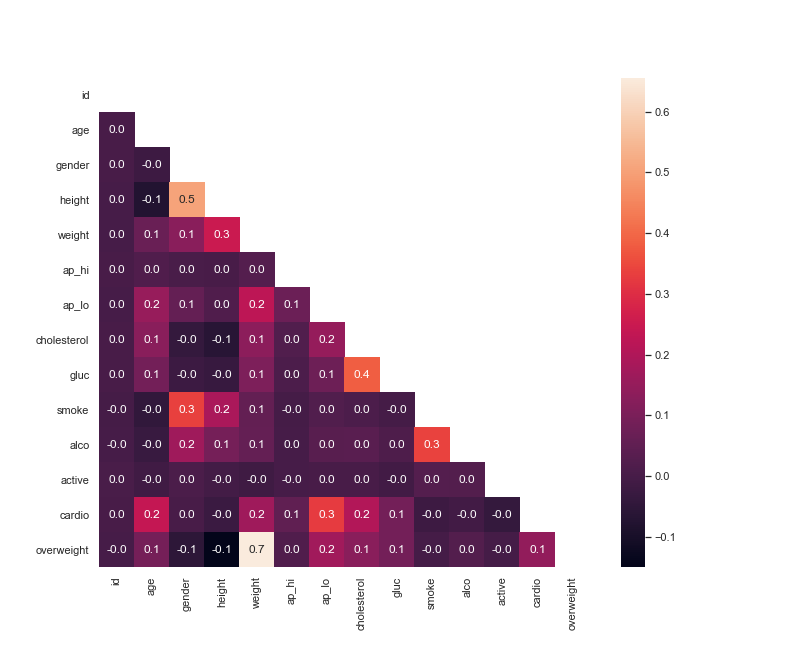 id
age 0.0
gender 0.0 -0.0
height 0.0 -0.1 0.5
weight 0.0 0.1 0.1 0.3
ap_hi 0.0 0.0 0.0 0.0 0.0
ap_lo 0.0 0.2 0.1 0.0 0.2 0.1
cholesterol 0.0 0.1 -0.0 -0.1 0.1 0.0 0.2
gluc 0.0 0.1 -0.0 -0.0 0.1 0.0 0.1 0.4
smoke -0.0 -0.0 0.3 0.2 0.1 -0.0 0.0 0.0 -0.0
alco 0.0 -0.0 0.2 0.1 0.1 0.0 0.0 0.0 0.0 0.3
active 0.0 -0.0 0.0 -0.0 -0.0 -0.0 0.0 0.0 -0.0 0.0 0.0
cardio 0.0 0.2 0.0 -0.0 0.2 0.1 0.3 0.2 0.1 -0.0 -0.0 -0.0
overweight -0.0 0.1 -0.1 -0.1 0.7 0.0 0.2 0.1 0.1 -0.0 0.0 -0.0 0.1
id age gender height weight ap_hi ap_lo cholesterol gluc smoke alco active cardio overweight
0.6
0.5
0.4
0.3
0.2
0.1
0.0
-0.1